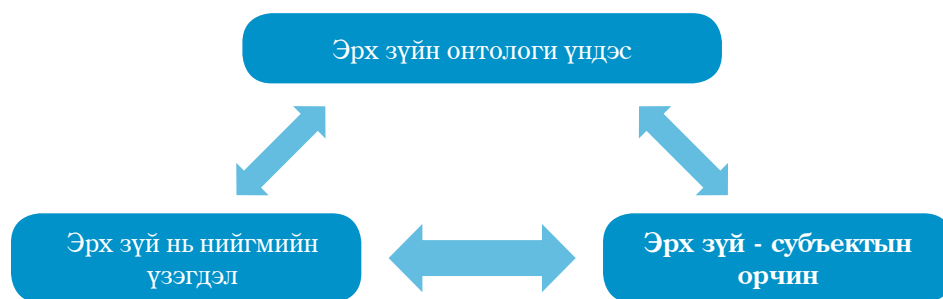 Эрх зүйн онтологи үндэс
Эрх зүй нь нийгмийн
үзэгдэл
Эрх зүй - субъектын
орчин